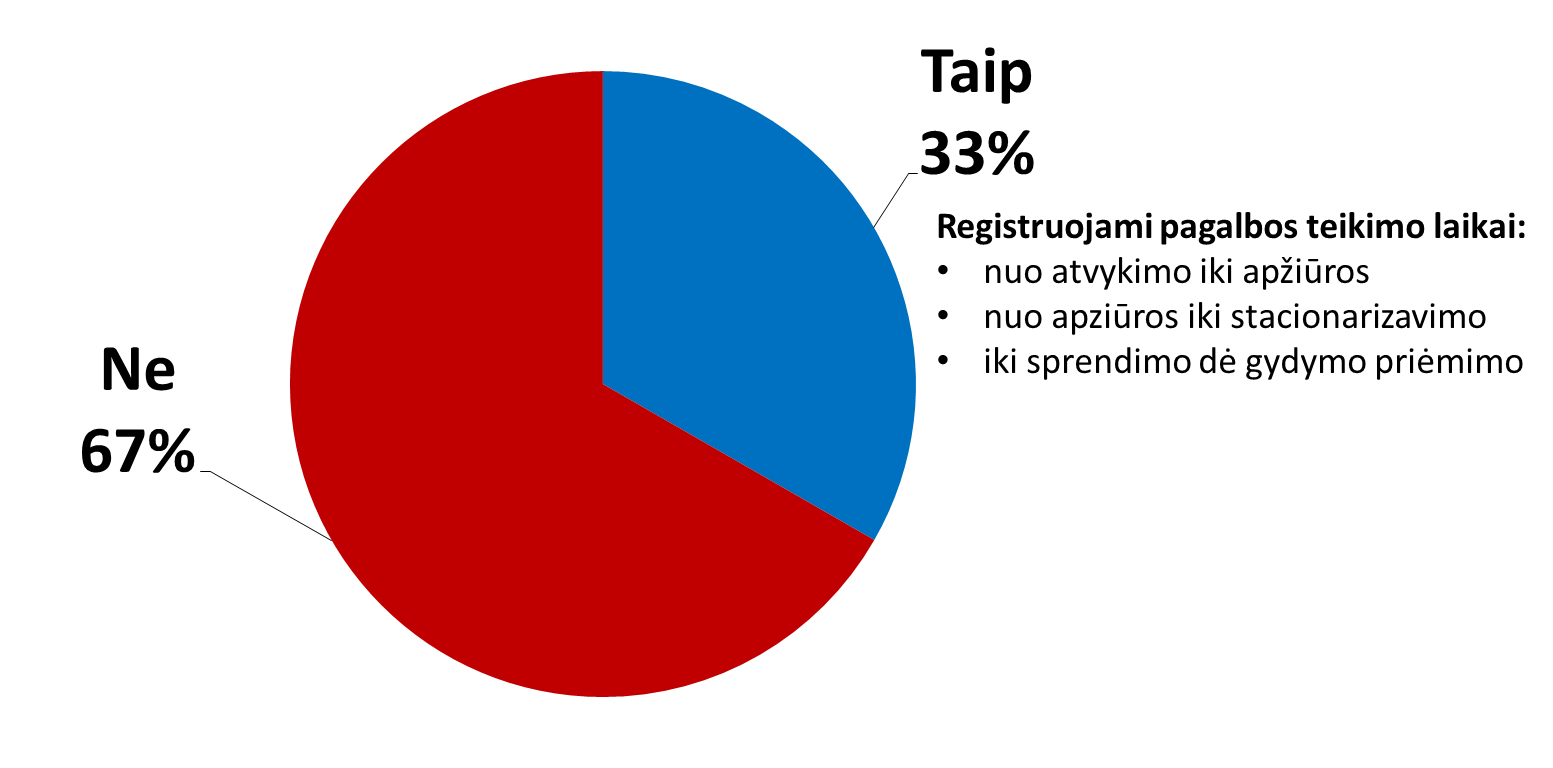 Taip
33%
Registruojami pagalbos teikimo laikai:
• nuo atvykimo iki apžiūros
• nuo apziūros iki stacionarizavimo
• iki sprendimo dė gydymo priėmimo
Ne
67%